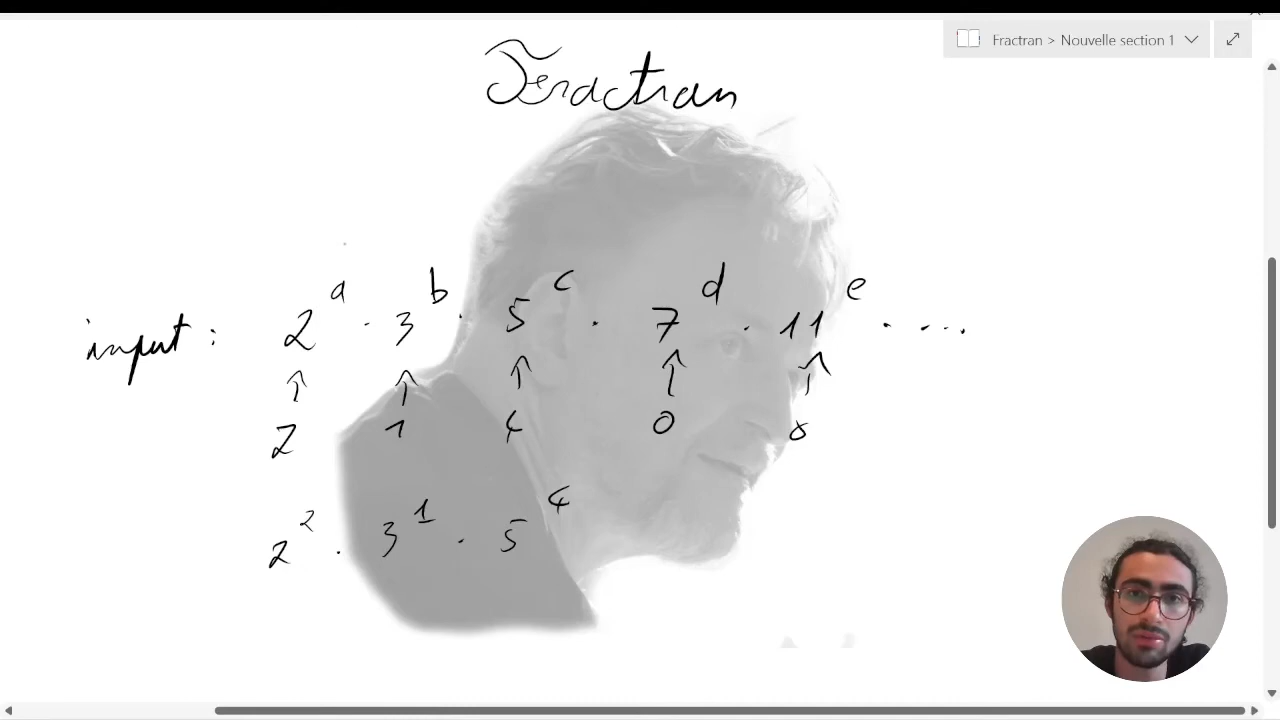 Fractran > Nouvelle section 1
Fractran
input : 2^a · 3^b · 5^c · 7^d · 11^e · ...
↑ ↑ ↑ ↑ ↑
2 1 4 0 0
2^2 · 3^1 · 5^4